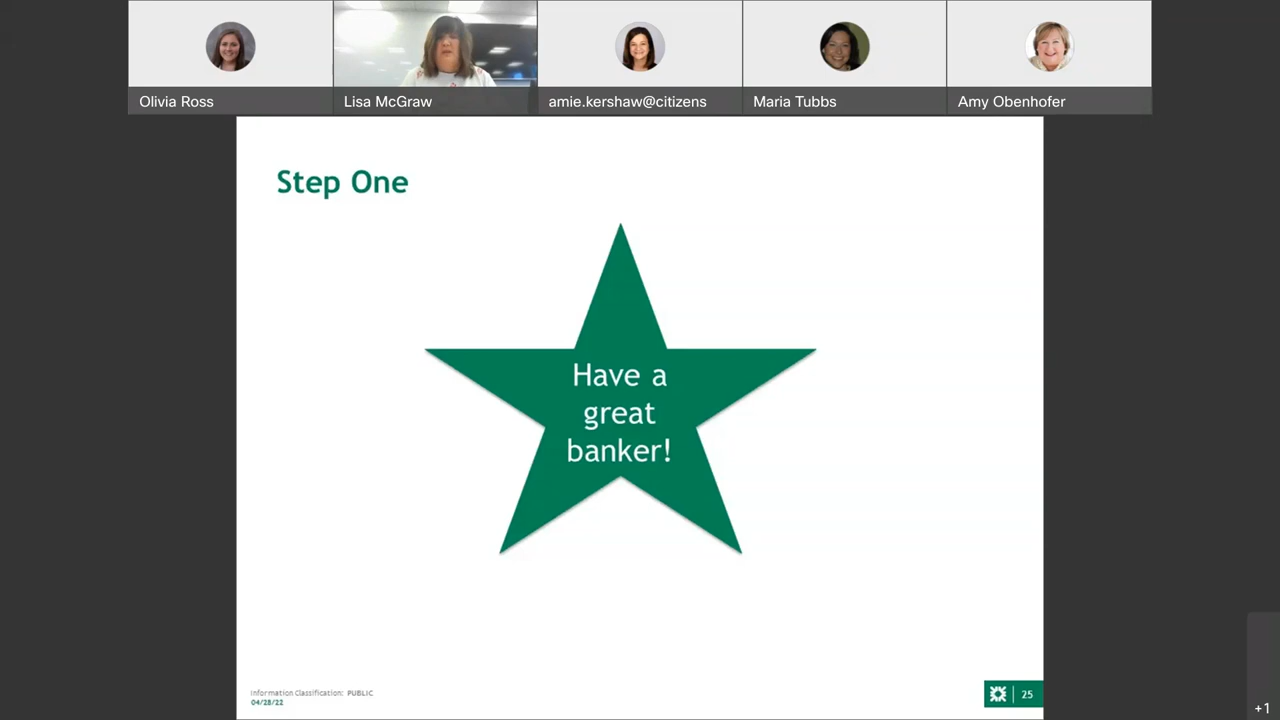 Olivia Ross
Lisa McGraw
amie.kershaw@citizens
Maria Tubbs
Amy Obenhofer
Step One
Have a
great
banker!
Information Classification: PUBLIC
04/28/22
25
+1